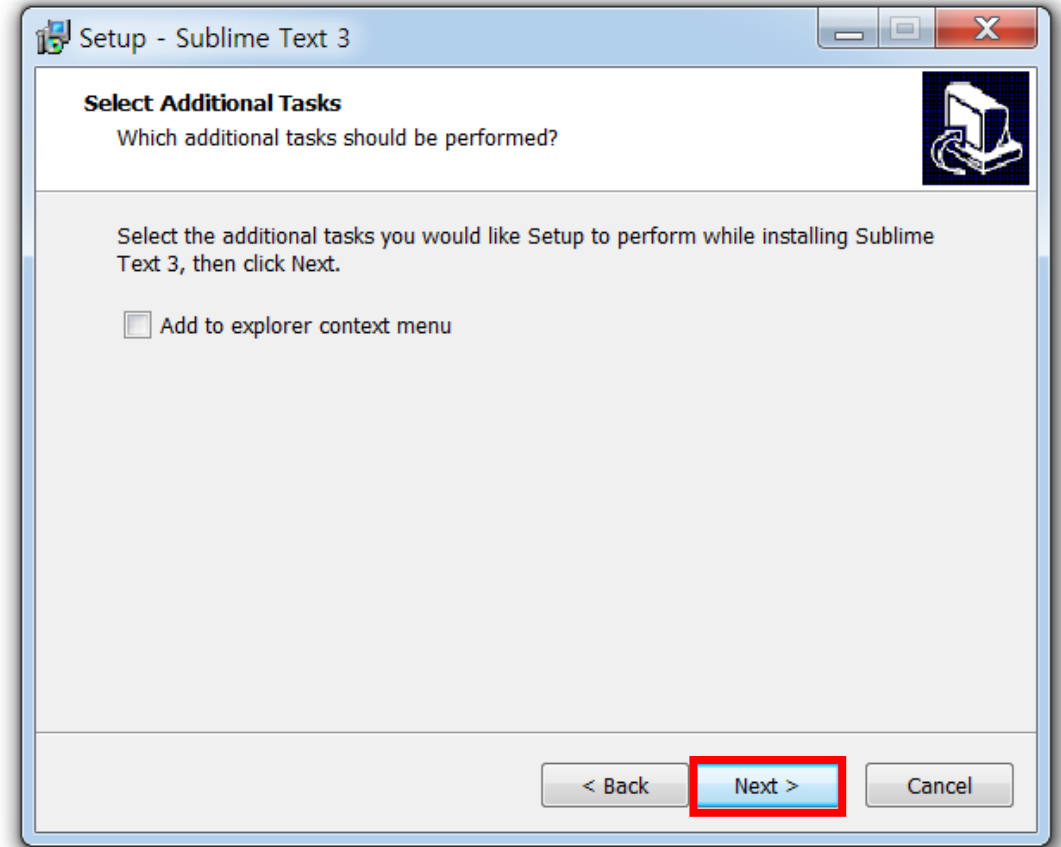 Setup - Sublime Text 3
Select Additional Tasks
Which additional tasks should be performed?
Select the additional tasks you would like Setup to perform while installing Sublime
Text 3, then click Next.
Add to explorer context menu
< Back
Next >
Cancel